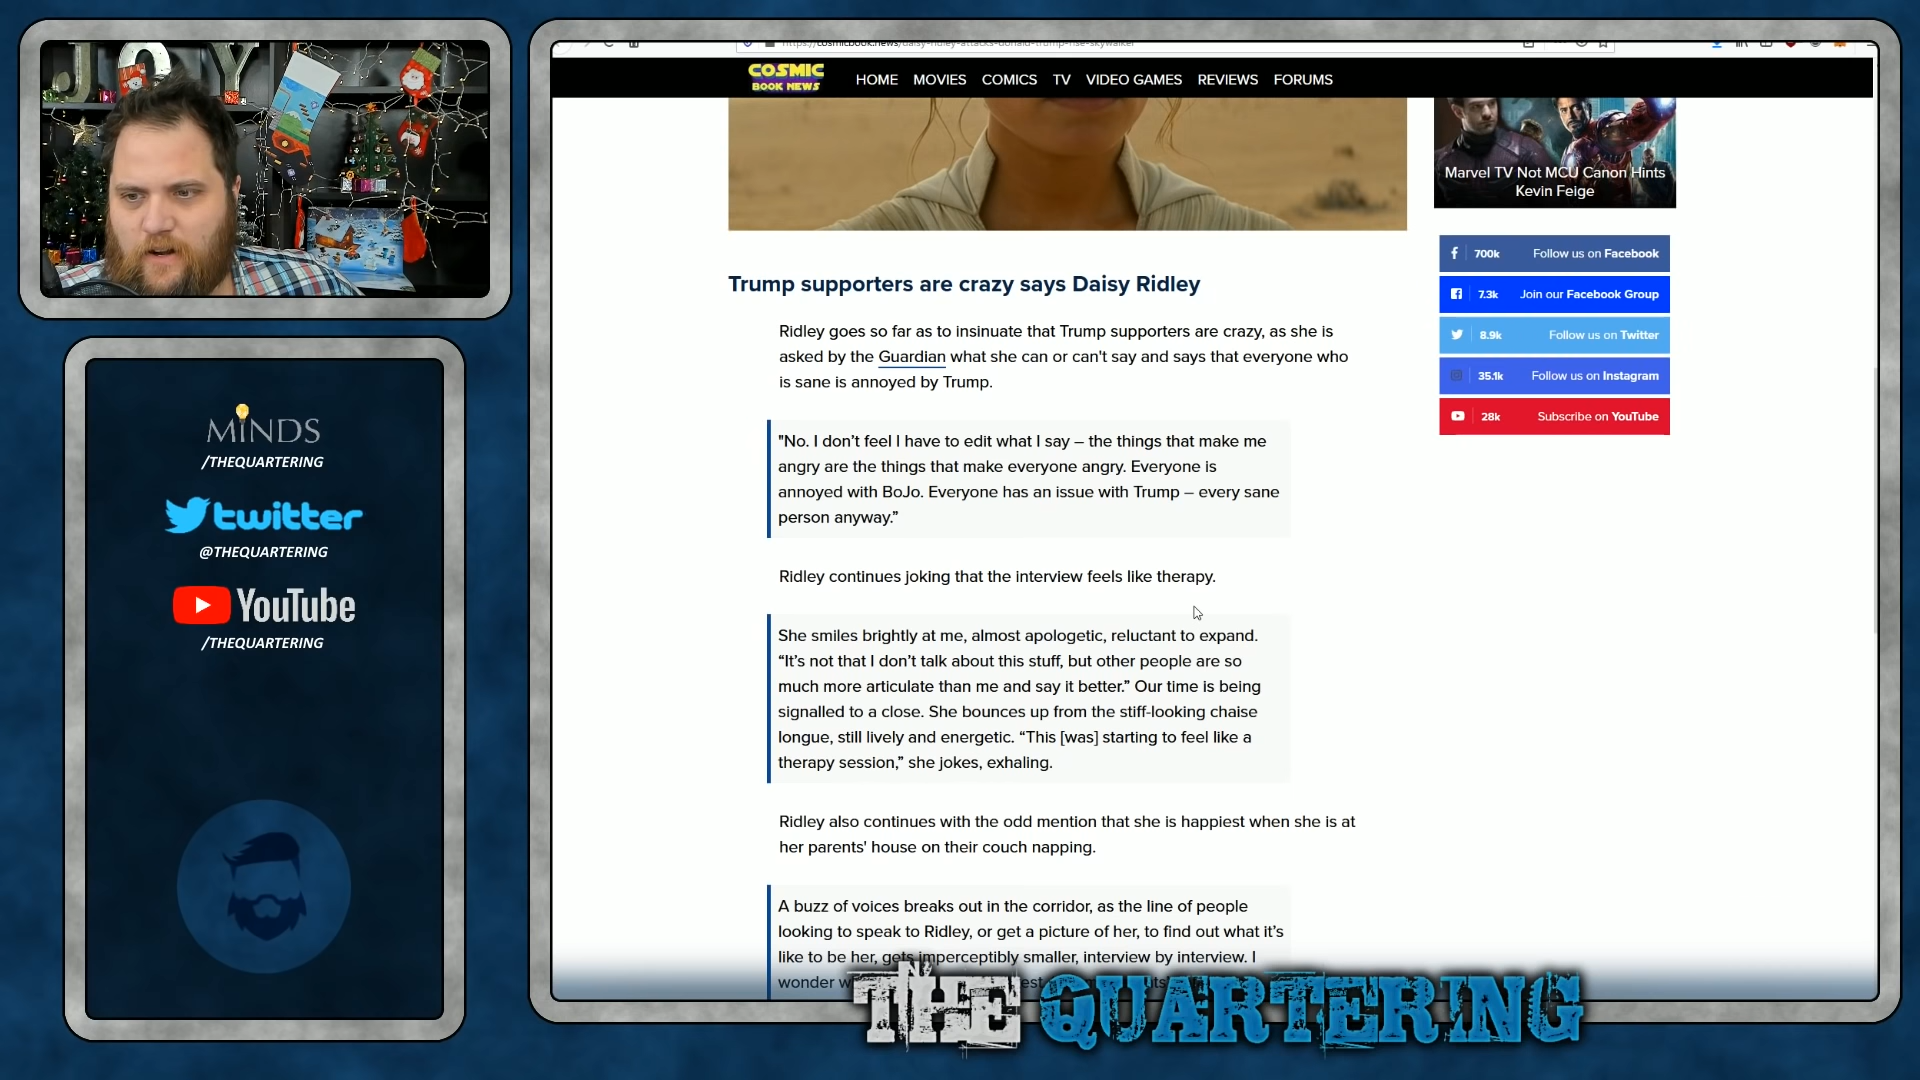 JOY
MINDS
/THEQUARTERING
twitter
@THEQUARTERING
YouTube
/THEQUARTERING
https://cosmicbook.news/daisy-ridley-attacks-donald-trump-rise-skywalker
COSMIC
BOOK NEWS
HOME MOVIES COMICS TV VIDEO GAMES REVIEWS FORUMS
Marvel TV Not MCU Canon Hints
Kevin Feige
700k Follow us on Facebook
7.3k Join our Facebook Group
8.9k Follow us on Twitter
35.1k Follow us on Instagram
28k Subscribe on YouTube
Trump supporters are crazy says Daisy Ridley
Ridley goes so far as to insinuate that Trump supporters are crazy, as she is
asked by the Guardian what she can or can't say and says that everyone who
is sane is annoyed by Trump.
"No. I don’t feel I have to edit what I say – the things that make me
angry are the things that make everyone angry. Everyone is
annoyed with BoJo. Everyone has an issue with Trump – every sane
person anyway.”
Ridley continues joking that the interview feels like therapy.
She smiles brightly at me, almost apologetic, reluctant to expand.
“It’s not that I don’t talk about this stuff, but other people are so
much more articulate than me and say it better.” Our time is being
signalled to a close. She bounces up from the stiff-looking chaise
longue, still lively and energetic. “This [was] starting to feel like a
therapy session,” she jokes, exhaling.
Ridley also continues with the odd mention that she is happiest when she is at
her parents' house on their couch napping.
A buzz of voices breaks out in the corridor, as the line of people
looking to speak to Ridley, or get a picture of her, to find out what it’s
like to be her, gets imperceptibly smaller, interview by interview. I
wonder
THE QUARTERING